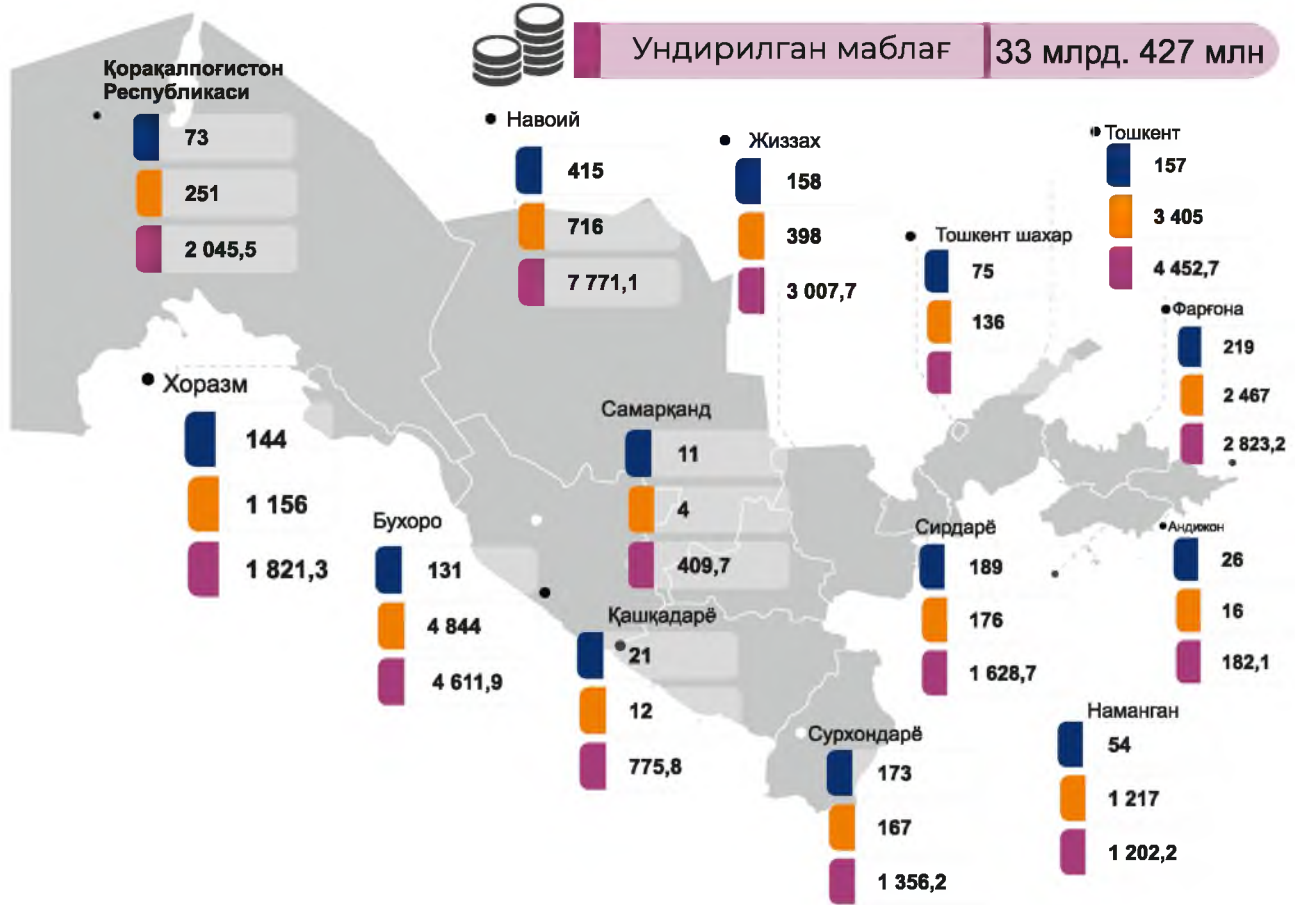 Ундирилган маблағ 33 млрд. 427 млн
Қорақалпоғистон
Республикаси
73
251
2 045,5
Навоий
415
716
7 771,1
Жиззах
158
398
3 007,7
Тошкент
157
3 405
4 452,7
Тошкент шахар
75
136
Фарғона
219
2 467
2 823,2
Хоразм
144
1 156
1 821,3
Самарқанд
11
4
409,7
Бухоро
131
4 844
4 611,9
Қашқадарё
21
12
775,8
Сирдарё
189
176
1 628,7
Андижон
26
16
182,1
Сурхондарё
173
167
1 356,2
Наманган
54
1 217
1 202,2